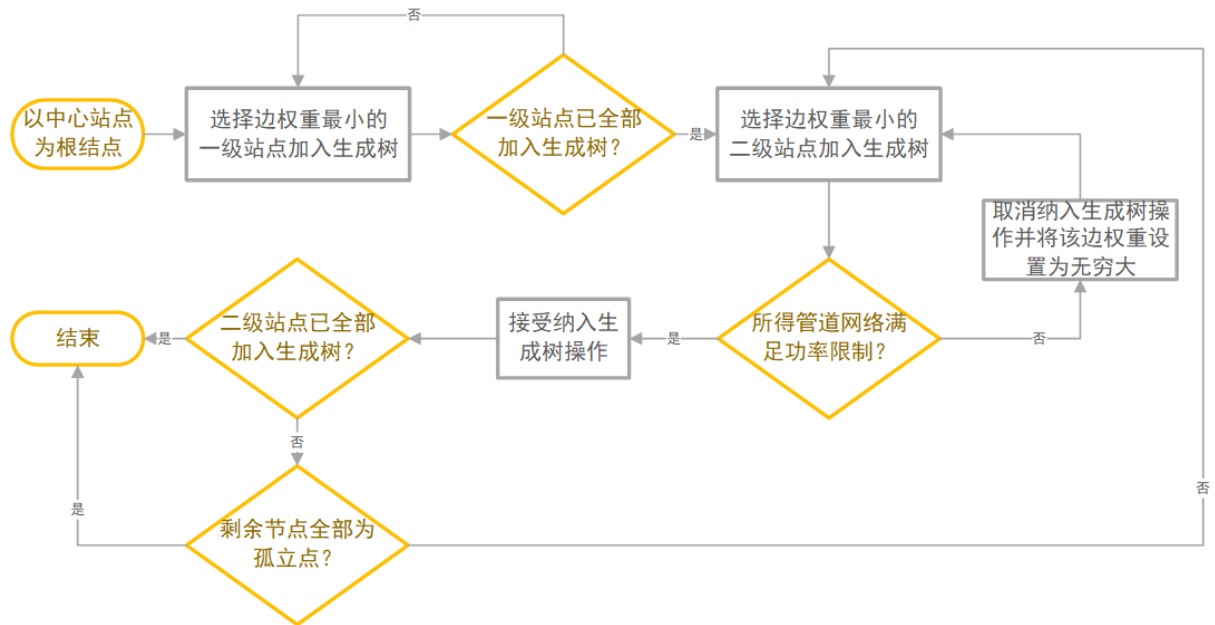 否
以中心站点
为根结点
选择边权重最小的
一级站点加入生成树
一级站点已全部
加入生成树？
是
选择边权重最小的
二级站点加入生成树
取消纳入生成树操
作并将该边权重设
置为无穷大
结束
是
二级站点已全部
加入生成树？
接受纳入生
成树操作
是
所得管道网络满
足功率限制？
否
否
是
剩余节点全部为
孤立点？
否